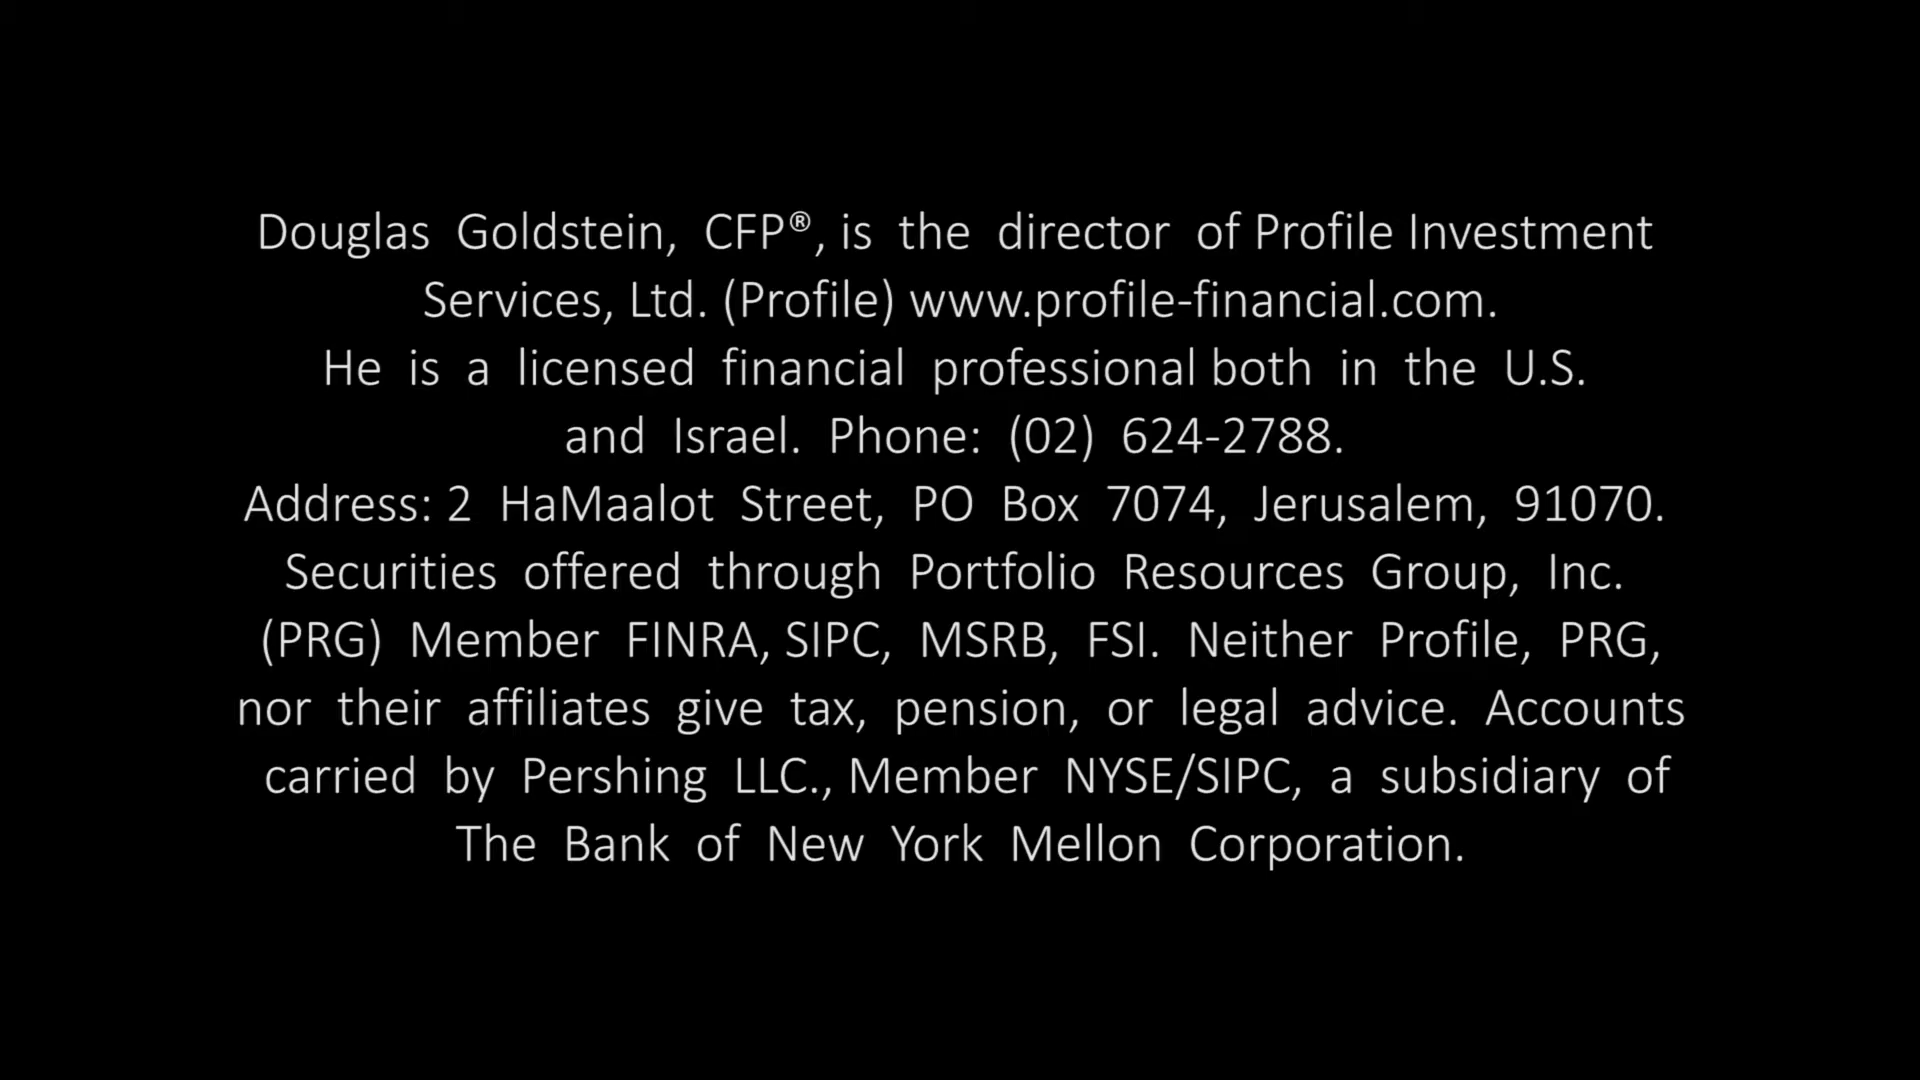 Douglas Goldstein, CFP®, is the director of Profile Investment
Services, Ltd. (Profile) www.profile-financial.com.
He is a licensed financial professional both in the U.S.
and Israel. Phone: (02) 624-2788.
Address: 2 HaMaalot Street, PO Box 7074, Jerusalem, 91070.
Securities offered through Portfolio Resources Group, Inc.
(PRG) Member FINRA, SIPC, MSRB, FSI. Neither Profile, PRG,
nor their affiliates give tax, pension, or legal advice. Accounts
carried by Pershing LLC., Member NYSE/SIPC, a subsidiary of
The Bank of New York Mellon Corporation.